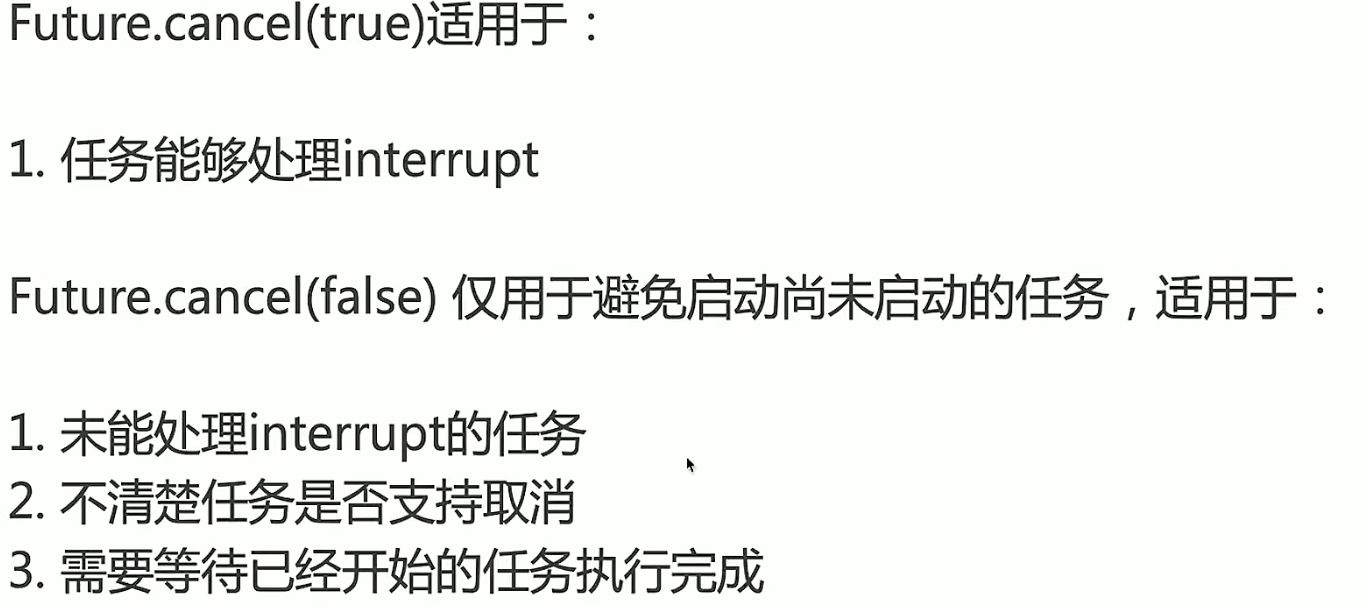 Future.cancel(true)适用于：
1. 任务能够处理interrupt
Future.cancel(false) 仅用于避免启动尚未启动的任务，适用于：
1. 未能处理interrupt的任务
2. 不清楚任务是否支持取消
3. 需要等待已经开始的任务执行完成